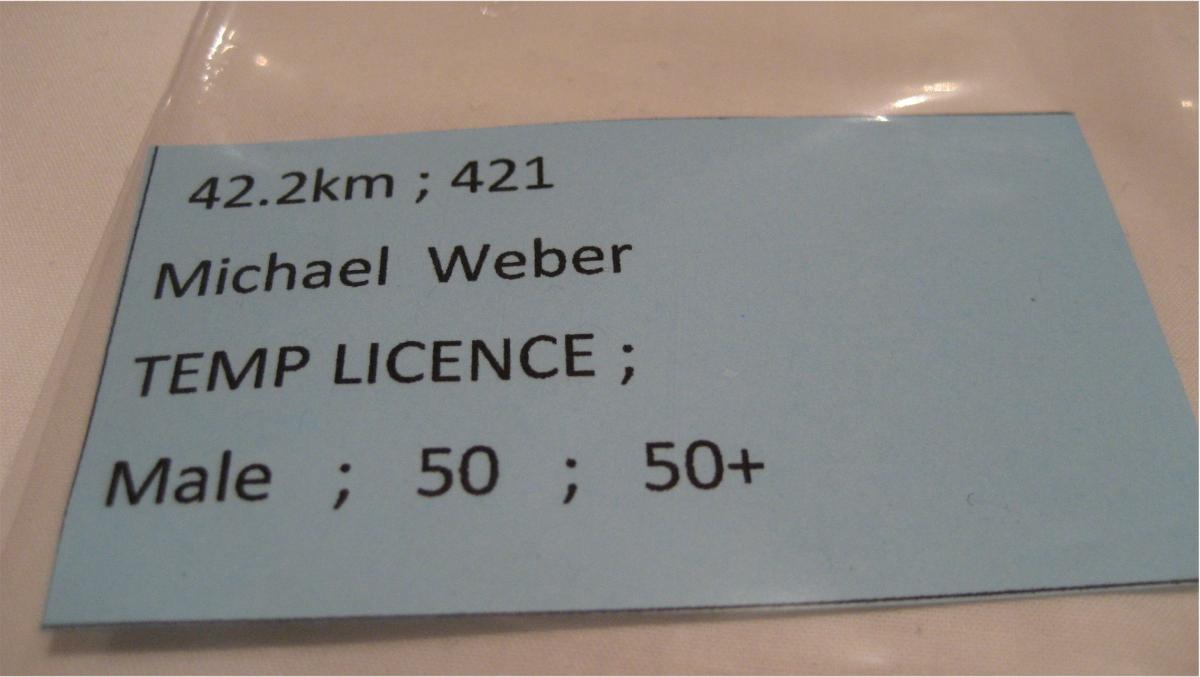 42.2km ; 421
Michael Weber
TEMP LICENCE ;
Male ; 50 ; 50+